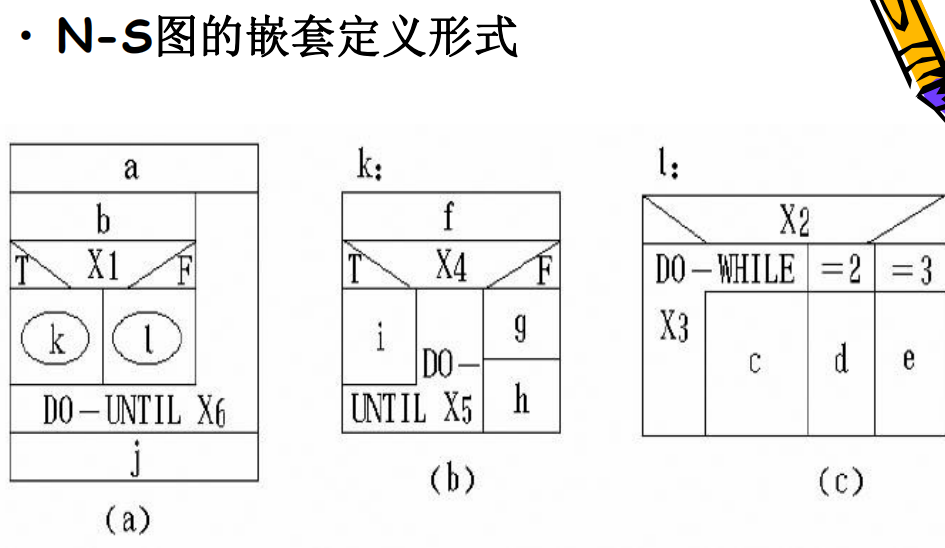 · N-S图的嵌套定义形式
a
b
T X1 F
k l
DO-UNTIL X6
j
(a)
k:
f
T X4 F
i g
DO-
UNTIL X5 h
(b)
l:
X2
DO-WHILE =2 =3
X3
c d e
(c)